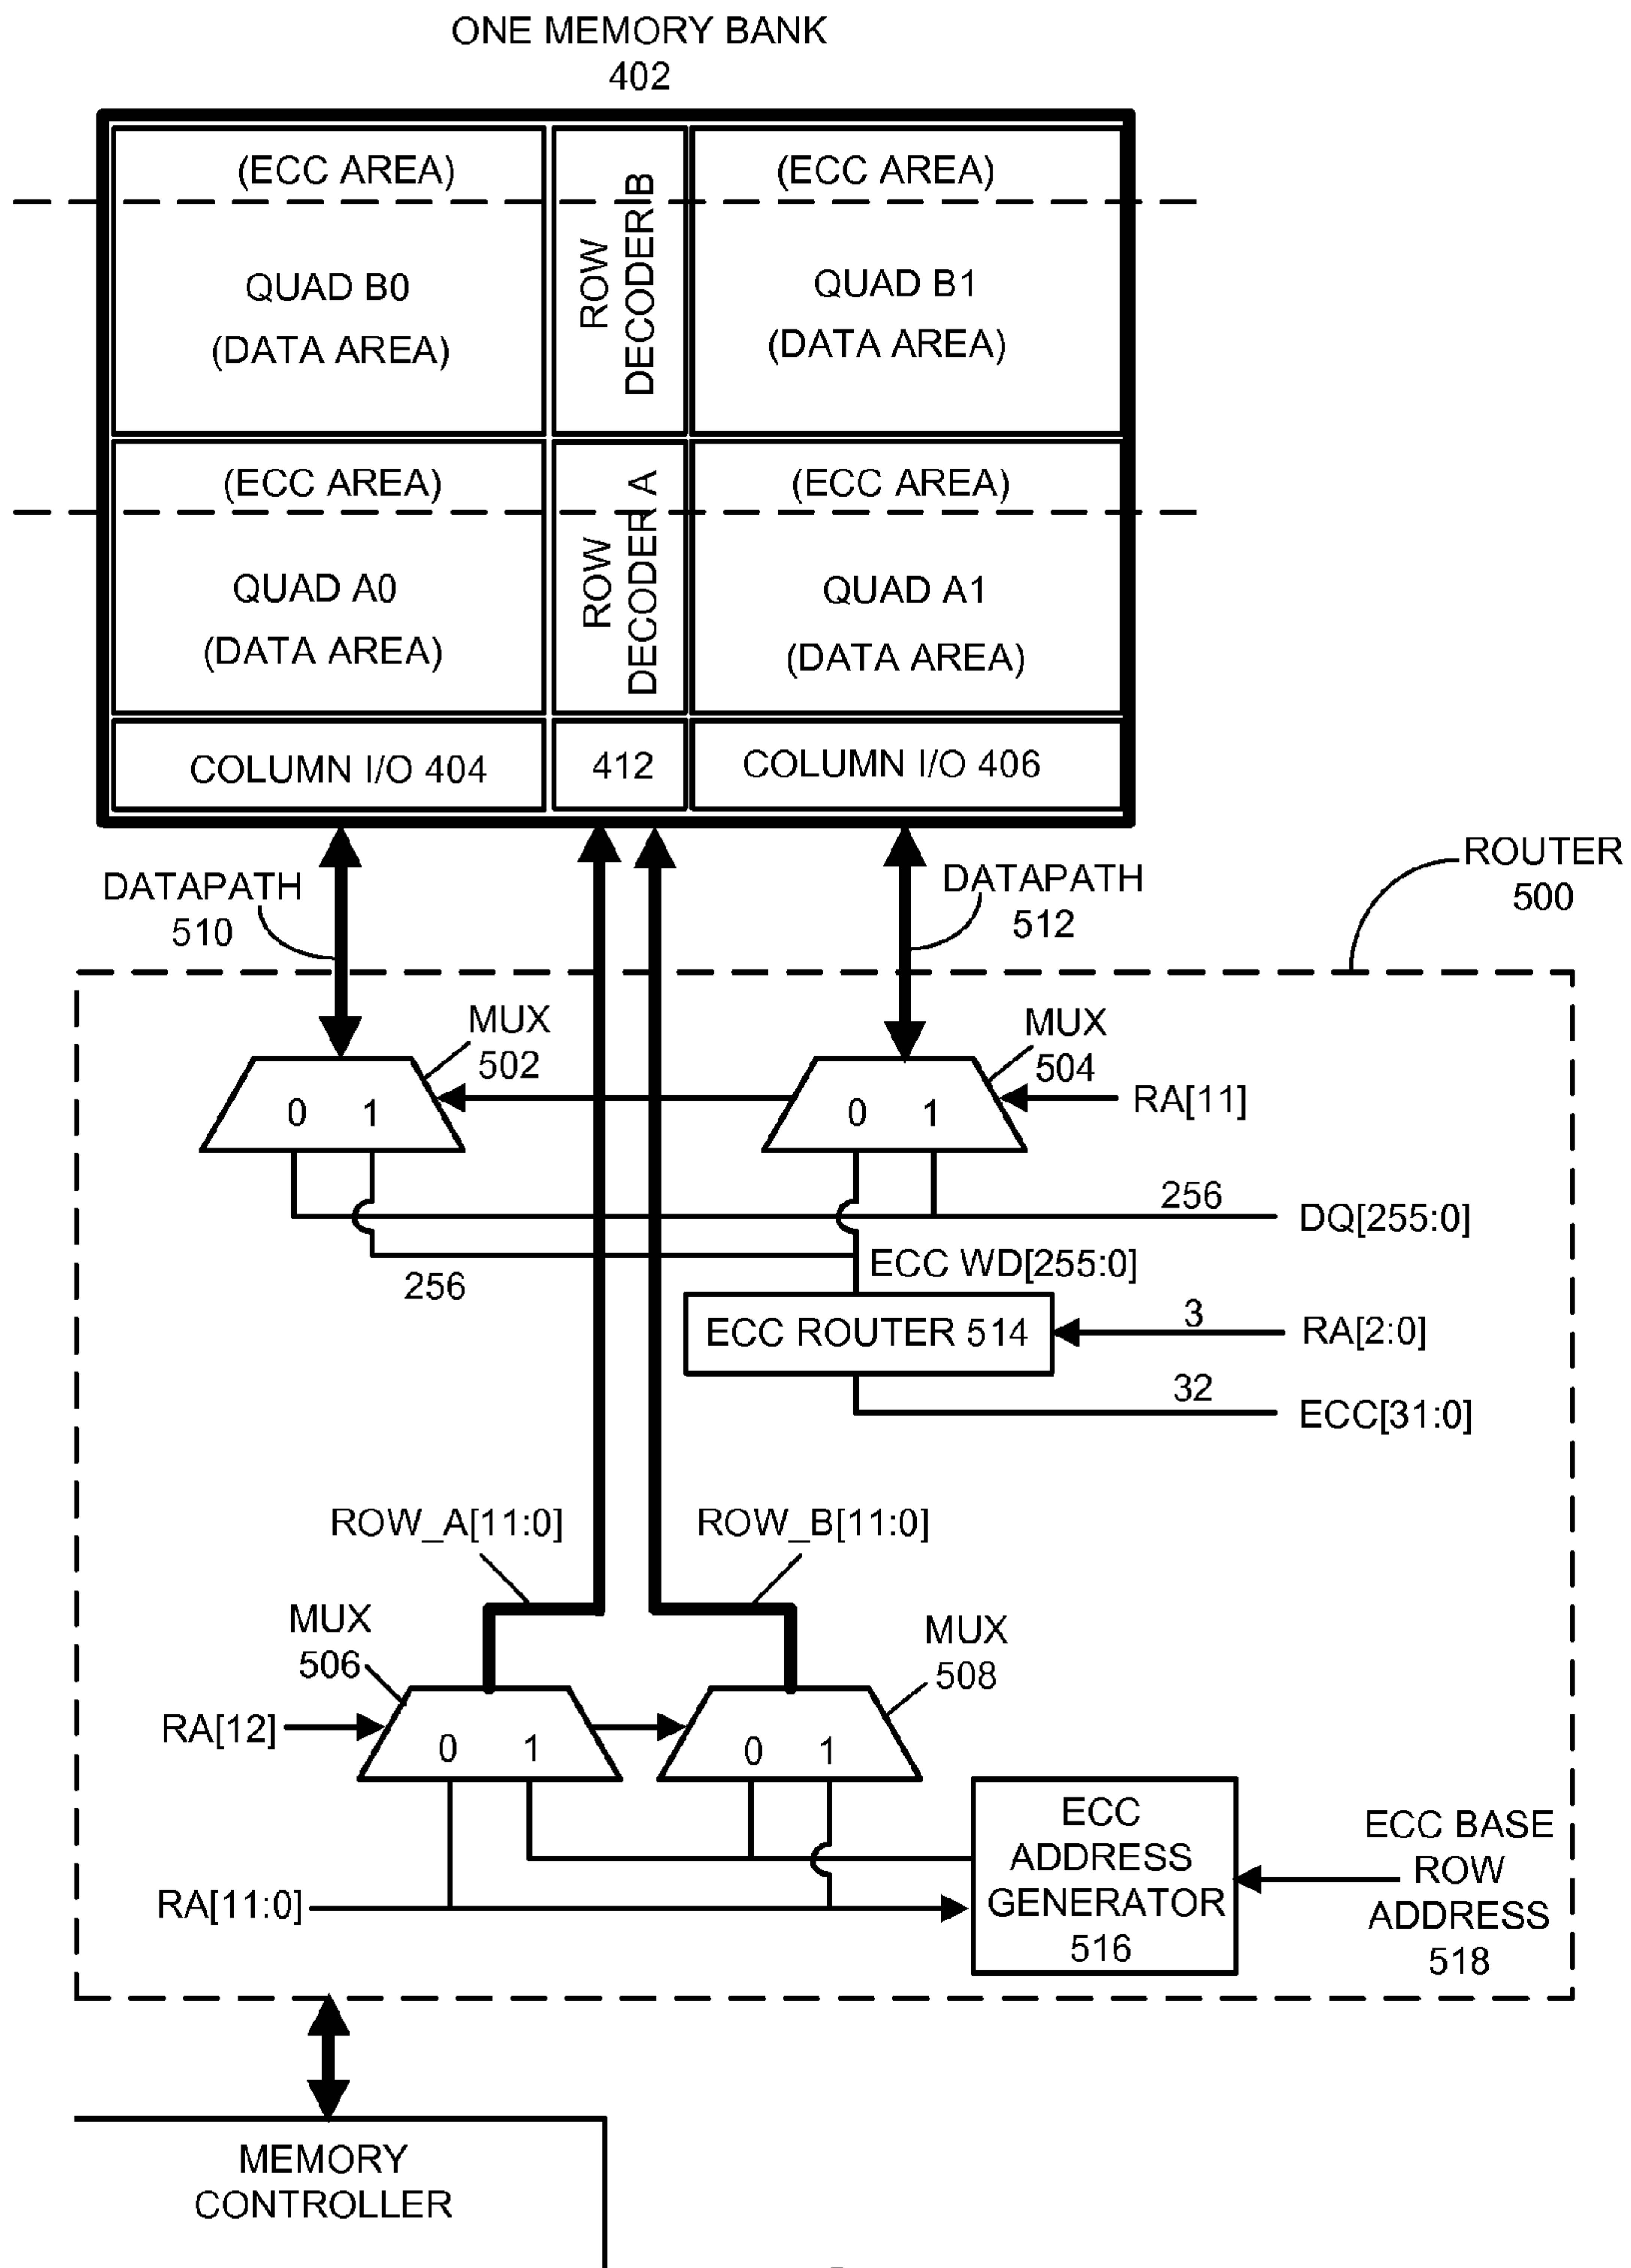 ONE MEMORY BANK
402
(ECC AREA)
QUAD B0
(DATA AREA)
ROW
DECODER B
(ECC AREA)
QUAD B1
(DATA AREA)
(ECC AREA)
QUAD A0
(DATA AREA)
ROW
DECODER A
(ECC AREA)
QUAD A1
(DATA AREA)
COLUMN I/O 404
412
COLUMN I/O 406
DATAPATH
510
DATAPATH
512
ROUTER
500
MUX
502
0 1
MUX
504
0 1
RA[11]
256
DQ[255:0]
256
ECC WD[255:0]
ECC ROUTER 514
3
RA[2:0]
32
ECC[31:0]
ROW_A[11:0]
ROW_B[11:0]
MUX
506
MUX
508
RA[12]
0 1
0 1
RA[11:0]
ECC
ADDRESS
GENERATOR
516
ECC BASE
ROW
ADDRESS
518
MEMORY
CONTROLLER